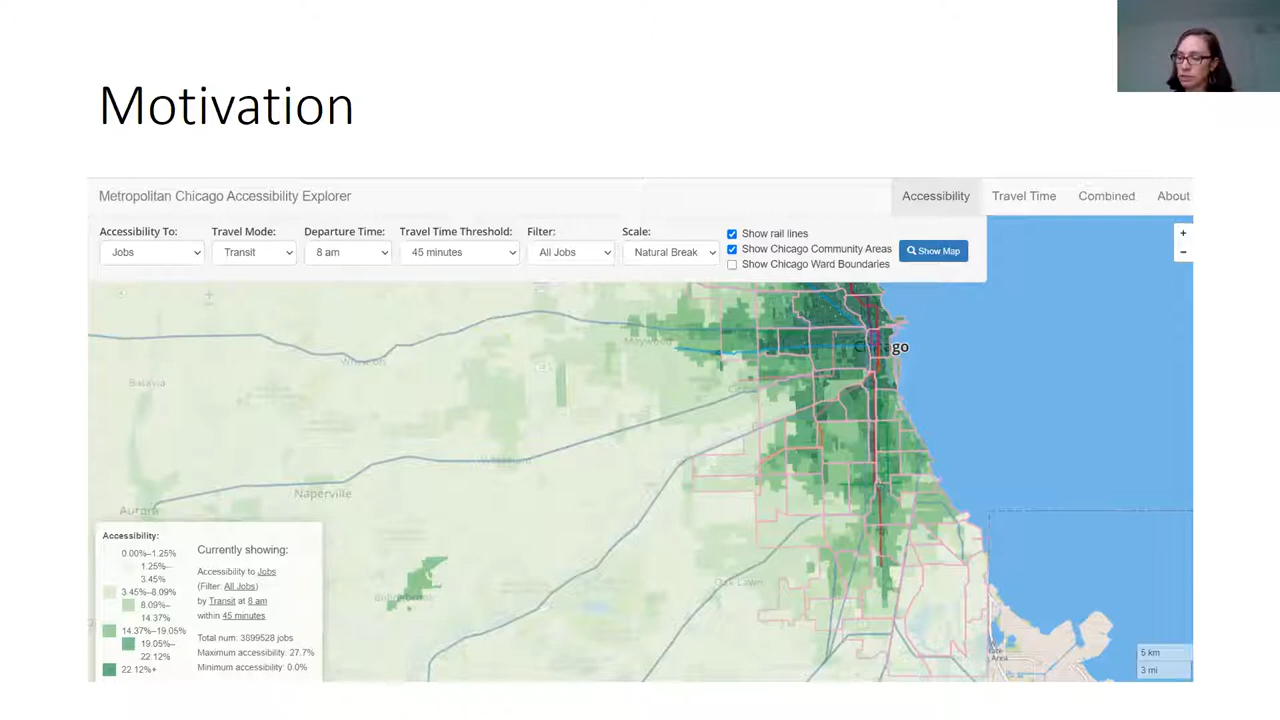 Motivation
Metropolitan Chicago Accessibility Explorer
Accessibility Travel Time Combined About
Accessibility To: Travel Mode: Departure Time: Travel Time Threshold: Filter: Scale:
Jobs Transit 8 am 45 minutes All Jobs Natural Break
Show rail lines
Show Chicago Community Areas
Show Chicago Ward Boundaries
Show Map
+
−
Maywood
Chicago
Wheaton
Batavia
Naperville
Aurora
Oak Lawn
Bolingbrook
Accessibility:
0.00%–1.25%
1.25%–
3.45%
3.45%–8.09%
8.09%–
14.37%
14.37%–19.05%
19.05%–
22.12%
22.12%+
Currently showing:
Accessibility to Jobs
(Filter: All Jobs)
by Transit at 8 am
within 45 minutes
Total num: 3899528 jobs
Maximum accessibility: 27.7%
Minimum accessibility: 0.0%
Area
5 km
3 mi